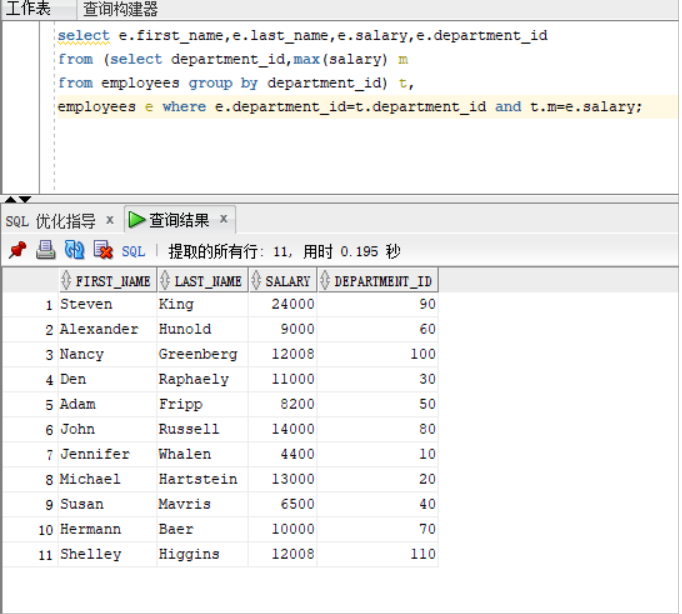 工作表 查询构建器
select e.first_name,e.last_name,e.salary,e.department_id
from (select department_id,max(salary) m
from employees group by department_id) t,
employees e where e.department_id=t.department_id and t.m=e.salary;
SQL 优化指导 x 查询结果 x
SQL | 提取的所有行: 11, 用时 0.195 秒
FIRST_NAME LAST_NAME SALARY DEPARTMENT_ID
1 Steven King 24000 90
2 Alexander Hunold 9000 60
3 Nancy Greenberg 12008 100
4 Den Raphaely 11000 30
5 Adam Fripp 8200 50
6 John Russell 14000 80
7 Jennifer Whalen 4400 10
8 Michael Hartstein 13000 20
9 Susan Mavris 6500 40
10 Hermann Baer 10000 70
11 Shelley Higgins 12008 110